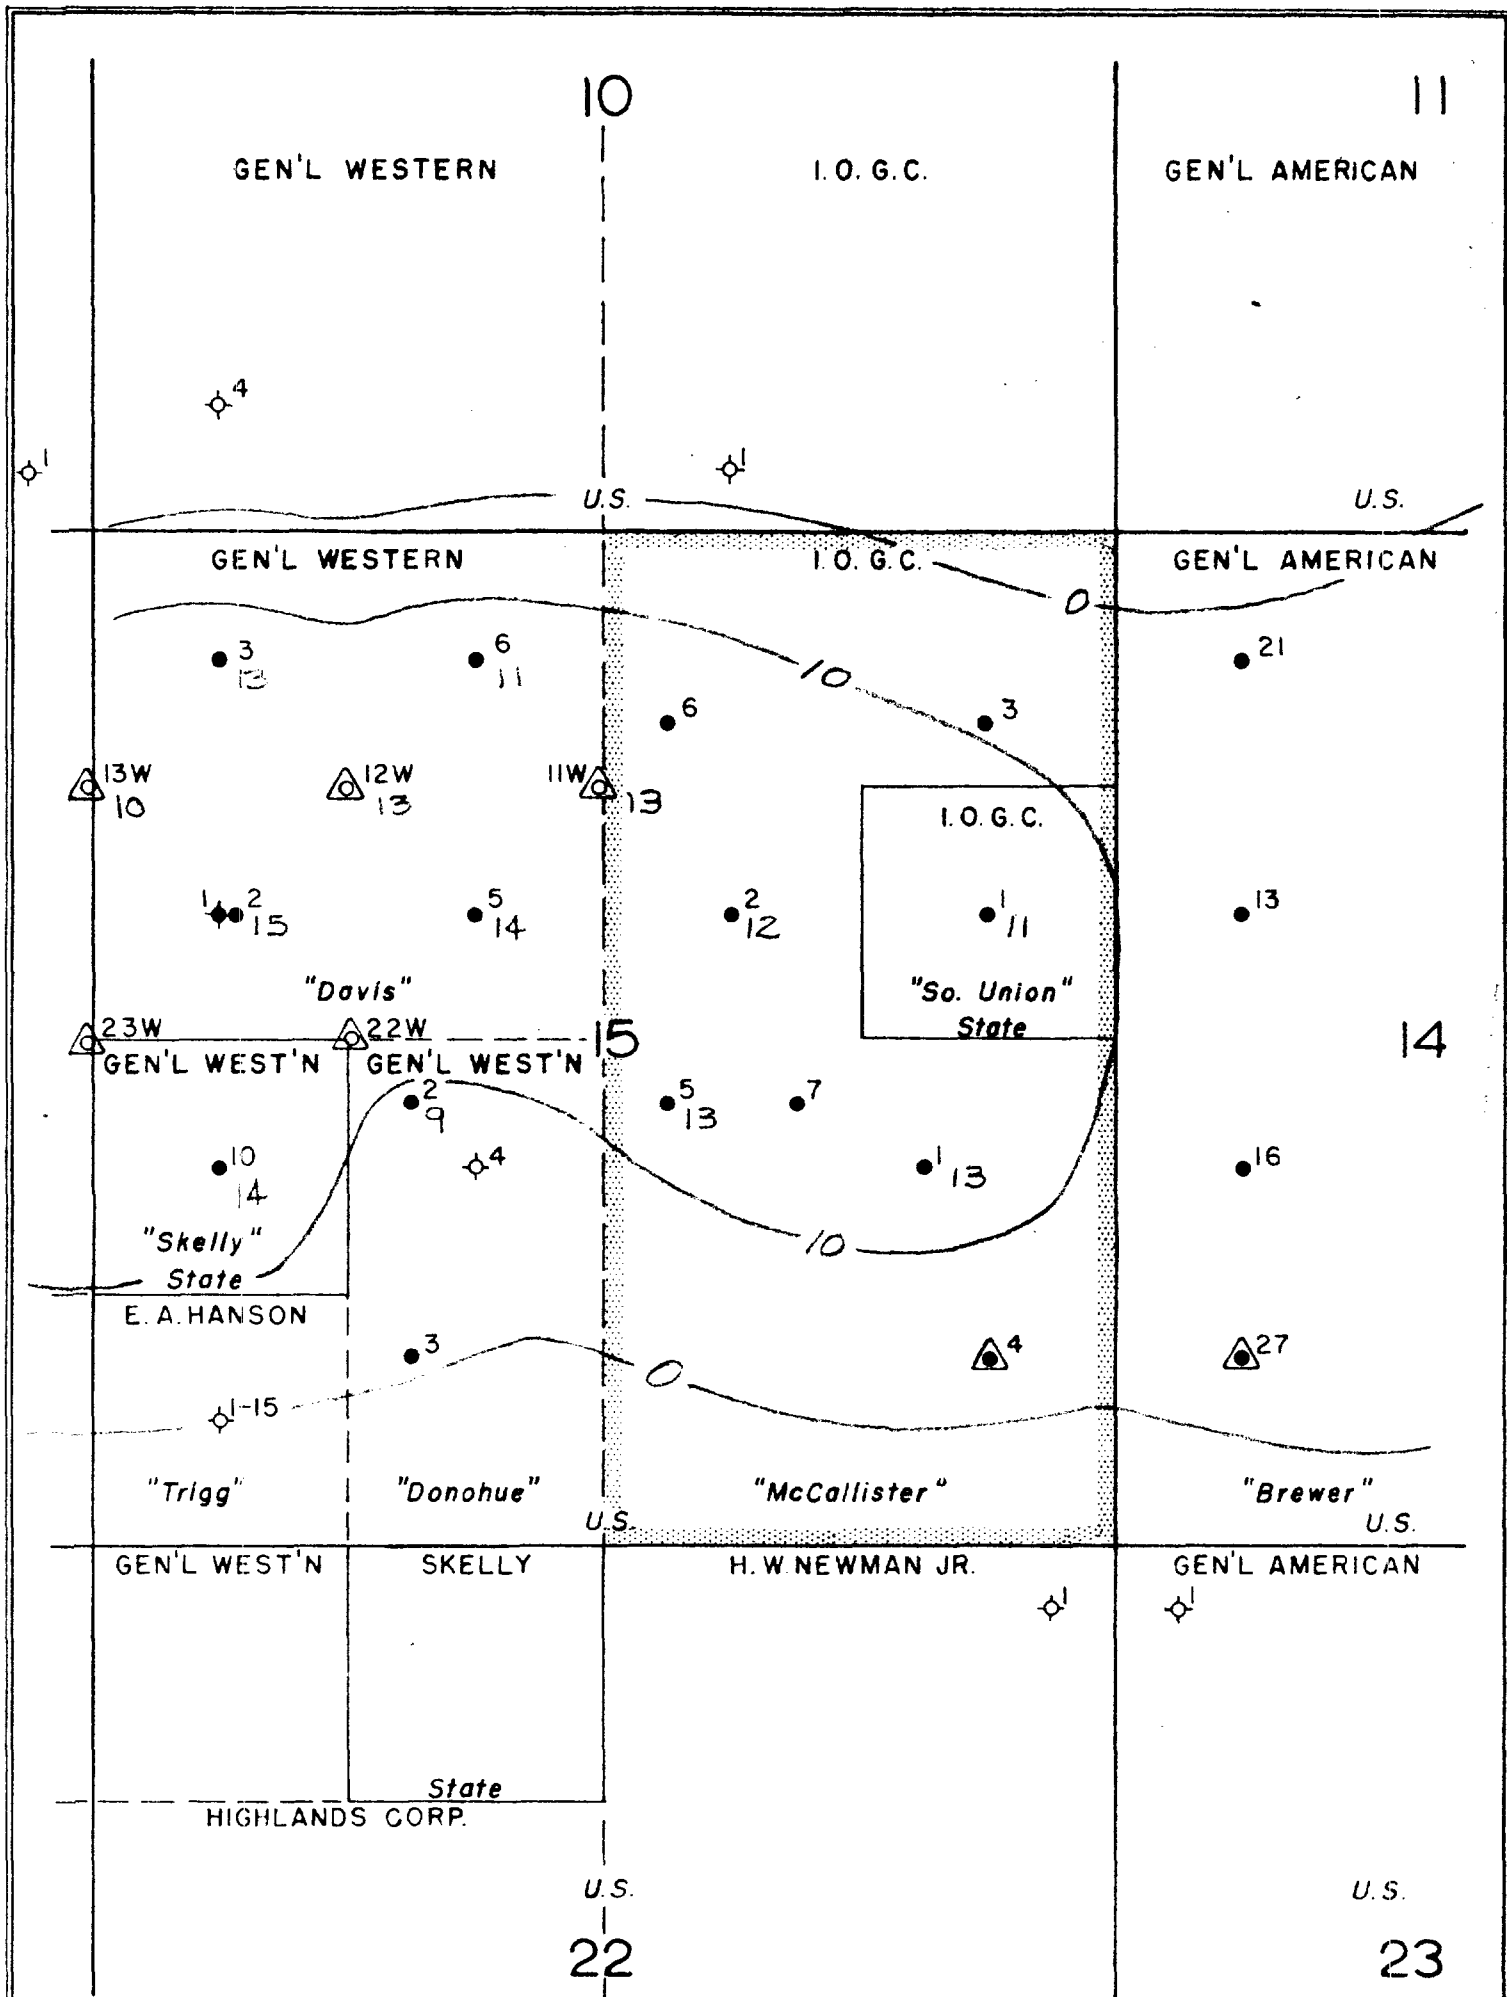 10 11
GEN'L WESTERN I.O.G.C. GEN'L AMERICAN
4
1 1
U.S. U.S.
GEN'L WESTERN I.O.G.C. GEN'L AMERICAN
0
3 6 21
13 11
10
6 3
13W 12W 11W
10 13 13
I.O.G.C.
1 2 5 2 1 13
15 14 12 11
"Davis" "So. Union"
State
23W 22W 15 14
GEN'L WEST'N GEN'L WEST'N
2 5 7
9 13
10 4 1 16
14 13
"Skelly" 10
State
E.A. HANSON
3 4 27
0
1-15
"Trigg" "Donohue" "McCallister" "Brewer"
U.S. U.S.
GEN'L WEST'N SKELLY H.W. NEWMAN JR. GEN'L AMERICAN
1 1
State
HIGHLANDS CORP.
U.S. U.S.
22 23